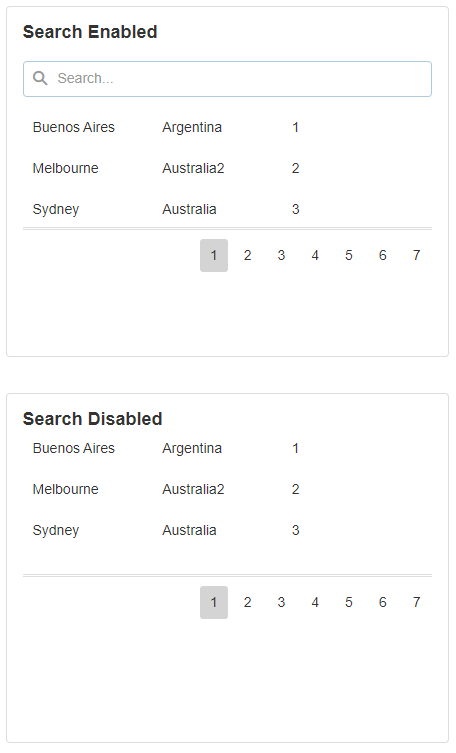 Search Enabled
Search...
Buenos Aires Argentina 1
Melbourne Australia2 2
Sydney Australia 3
1 2 3 4 5 6 7
Search Disabled
Buenos Aires Argentina 1
Melbourne Australia2 2
Sydney Australia 3
1 2 3 4 5 6 7